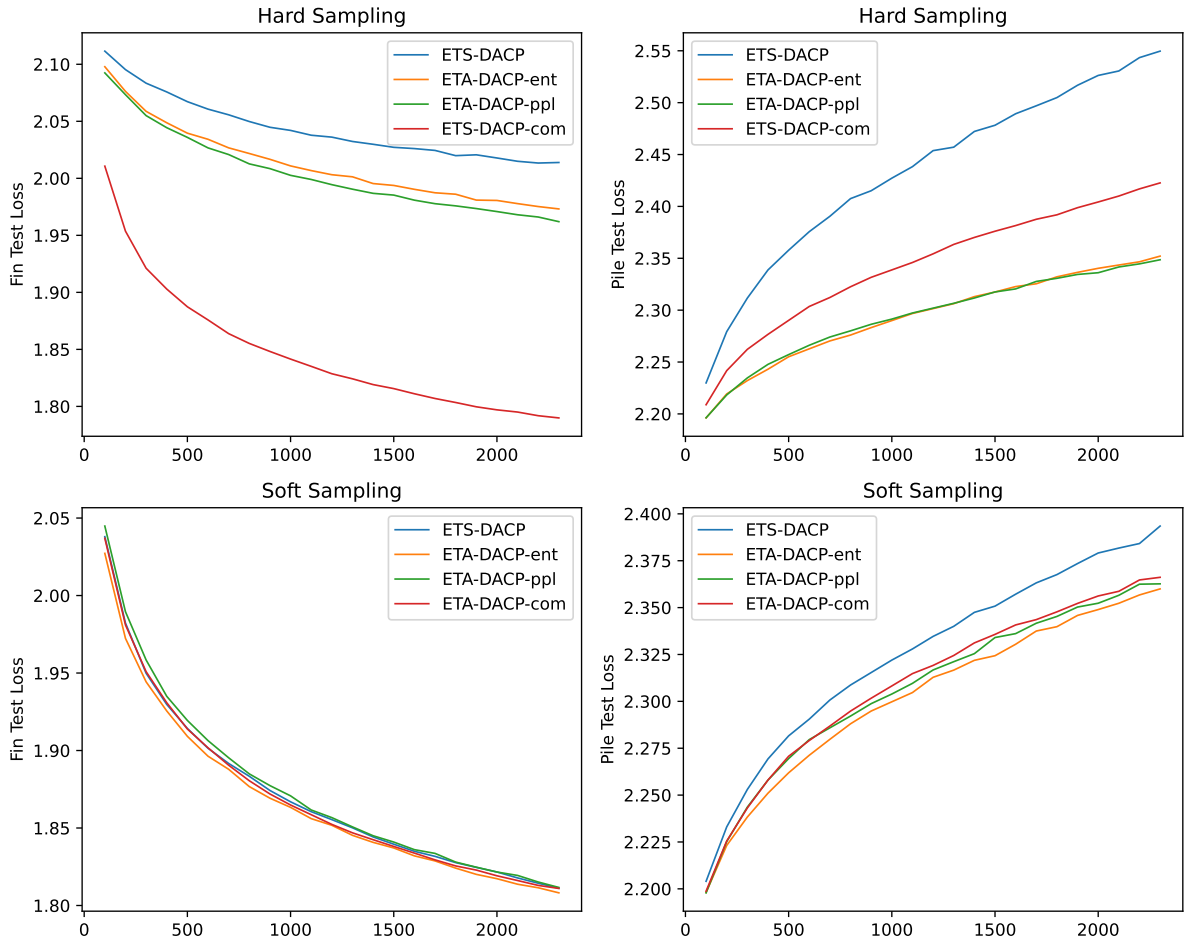 Hard Sampling
Fin Test Loss
2.10
2.05
2.00
1.95
1.90
1.85
1.80
0 500 1000 1500 2000
ETS-DACP
ETA-DACP-ent
ETA-DACP-ppl
ETS-DACP-com
Hard Sampling
Pile Test Loss
2.55
2.50
2.45
2.40
2.35
2.30
2.25
2.20
0 500 1000 1500 2000
ETS-DACP
ETA-DACP-ent
ETA-DACP-ppl
ETS-DACP-com
Soft Sampling
Fin Test Loss
2.05
2.00
1.95
1.90
1.85
1.80
0 500 1000 1500 2000
ETS-DACP
ETA-DACP-ent
ETA-DACP-ppl
ETA-DACP-com
Soft Sampling
Pile Test Loss
2.400
2.375
2.350
2.325
2.300
2.275
2.250
2.225
2.200
0 500 1000 1500 2000
ETS-DACP
ETA-DACP-ent
ETA-DACP-ppl
ETA-DACP-com